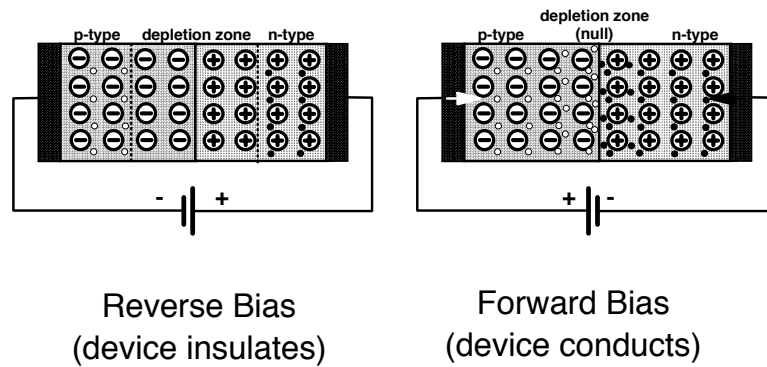 p-type depletion zone n-type
- +
Reverse Bias
(device insulates)
depletion zone
p-type (null) n-type
+ -
Forward Bias
(device conducts)